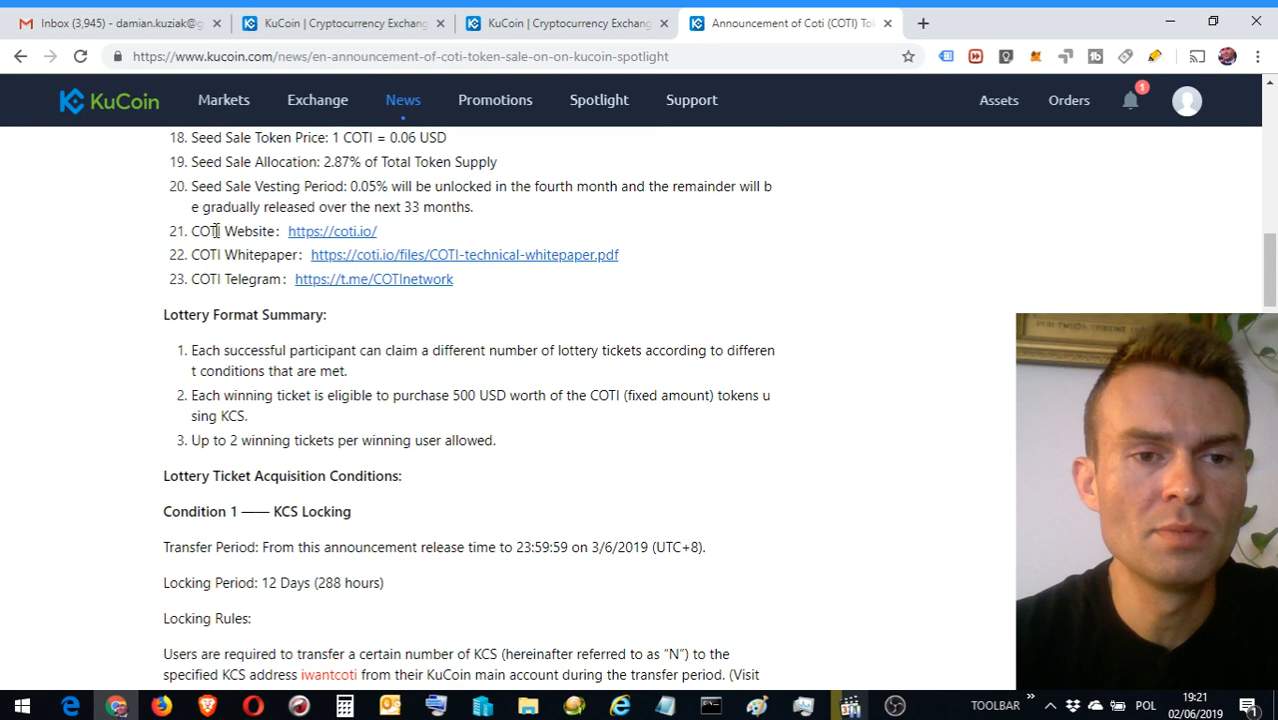 Inbox (3,945) - damian.kuziak@g
KuCoin | Cryptocurrency Exchang
KuCoin | Cryptocurrency Exchang
Announcement of Coti (COTI) Tok
https://www.kucoin.com/news/en-announcement-of-coti-token-sale-on-on-kucoin-spotlight
KuCoin Markets Exchange News Promotions Spotlight Support Assets Orders 1
18. Seed Sale Token Price: 1 COTI = 0.06 USD
19. Seed Sale Allocation: 2.87% of Total Token Supply
20. Seed Sale Vesting Period: 0.05% will be unlocked in the fourth month and the remainder will b
e gradually released over the next 33 months.
21. COTI Website: https://coti.io/
22. COTI Whitepaper: https://coti.io/files/COTI-technical-whitepaper.pdf
23. COTI Telegram: https://t.me/COTInetwork
Lottery Format Summary:
1. Each successful participant can claim a different number of lottery tickets according to differen
t conditions that are met.
2. Each winning ticket is eligible to purchase 500 USD worth of the COTI (fixed amount) tokens u
sing KCS.
3. Up to 2 winning tickets per winning user allowed.
Lottery Ticket Acquisition Conditions:
Condition 1 —— KCS Locking
Transfer Period: From this announcement release time to 23:59:59 on 3/6/2019 (UTC+8).
Locking Period: 12 Days (288 hours)
Locking Rules:
Users are required to transfer a certain number of KCS (hereinafter referred to as “N”) to the
specified KCS address iwantcoti from their KuCoin main account during the transfer period. (Visit
TOOLBAR » POL 19:21
02/06/2019 1